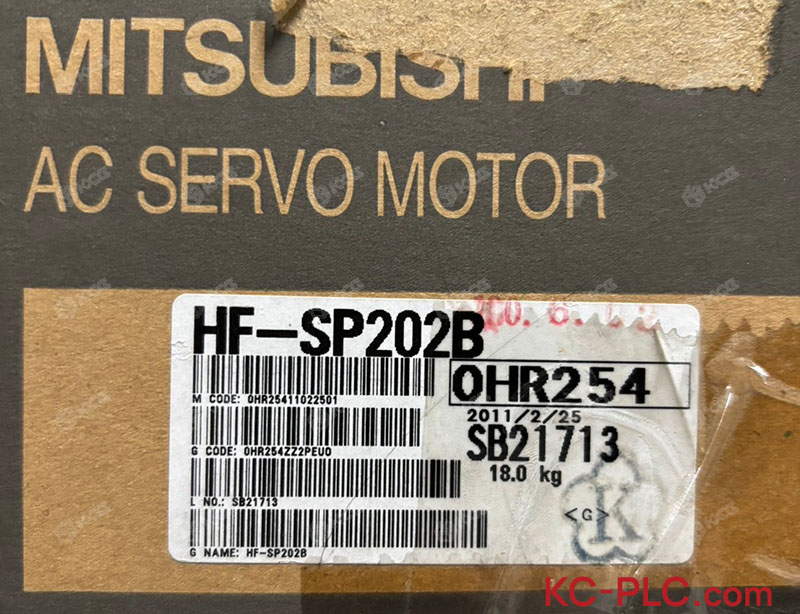 MITSUBISHI
AC SERVO MOTOR
HF-SP202B
M CODE: 0HR25411022501
0HR254
2011/2/25
G CODE: 0HR254ZZ2PEU0
SB21713
18.0 kg
L NO.: SB21713
<G>
K
G NAME: HF-SP202B
KC-PLC.com